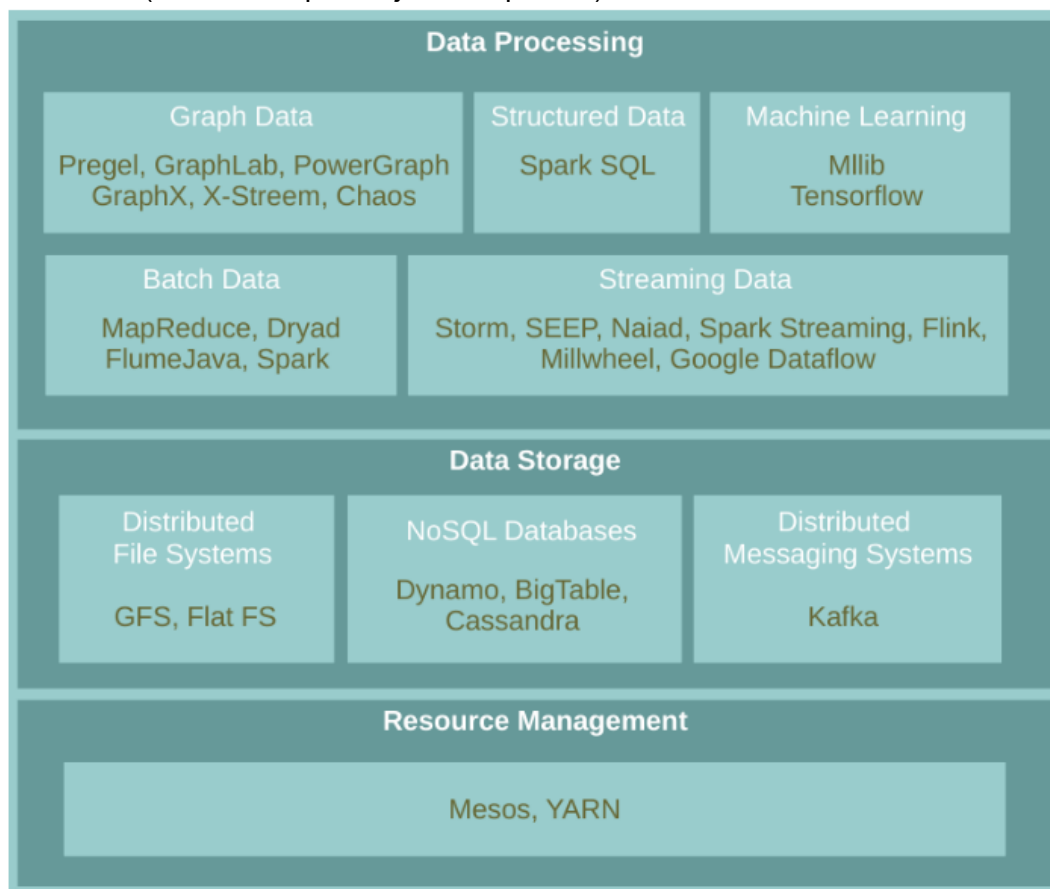 Data Processing
Graph Data
Pregel, GraphLab, PowerGraph
GraphX, X-Streem, Chaos
Structured Data
Spark SQL
Machine Learning
Mllib
Tensorflow
Batch Data
MapReduce, Dryad
FlumeJava, Spark
Streaming Data
Storm, SEEP, Naiad, Spark Streaming, Flink,
Millwheel, Google Dataflow
Data Storage
Distributed
File Systems
GFS, Flat FS
NoSQL Databases
Dynamo, BigTable,
Cassandra
Distributed
Messaging Systems
Kafka
Resource Management
Mesos, YARN